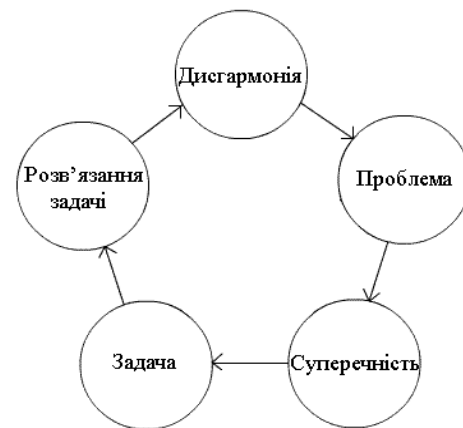 Дисгармонія
Проблема
Суперечність
Задача
Розв’язання
задачі